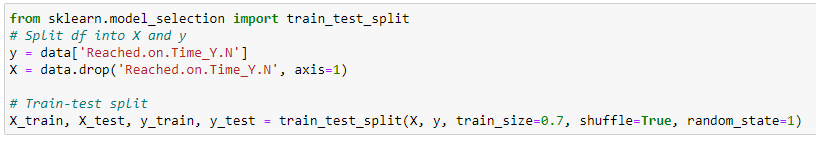 from sklearn.model_selection import train_test_split
# Split df into X and y
y = data['Reached.on.Time_Y.N']
X = data.drop('Reached.on.Time_Y.N', axis=1)
# Train-test split
X_train, X_test, y_train, y_test = train_test_split(X, y, train_size=0.7, shuffle=True, random_state=1)